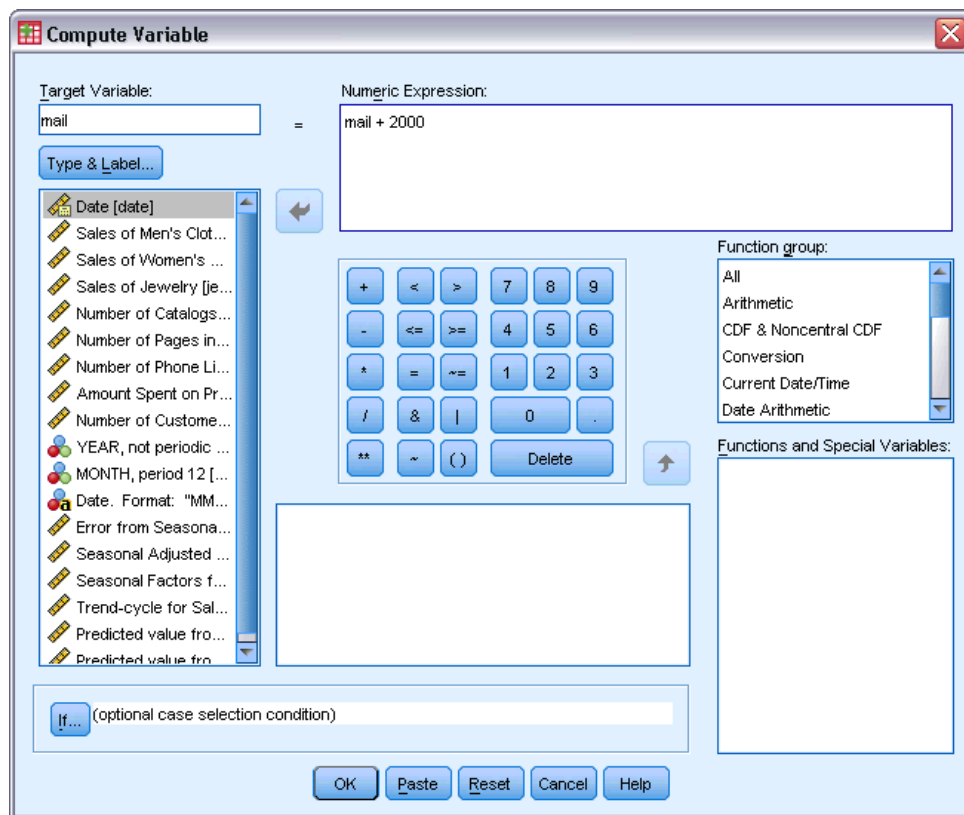 Compute Variable
Target Variable:
mail
=
Numeric Expression:
mail + 2000
Type & Label...
Date [date]
Sales of Men's Clot...
Sales of Women's ...
Sales of Jewelry [je...
Number of Catalogs...
Number of Pages in...
Number of Phone Li...
Amount Spent on Pr...
Number of Custome...
YEAR, not periodic ...
MONTH, period 12 [...
Date. Format: "MM...
Error from Seasona...
Seasonal Adjusted ...
Seasonal Factors f...
Trend-cycle for Sal...
Predicted value fro...
Predicted value fro...
+ < > 7 8 9
- <= >= 4 5 6
* = ~= 1 2 3
/ & | 0 .
** ~ ( ) Delete
Function group:
All
Arithmetic
CDF & Noncentral CDF
Conversion
Current Date/Time
Date Arithmetic
Functions and Special Variables:
If... (optional case selection condition)
OK Paste Reset Cancel Help